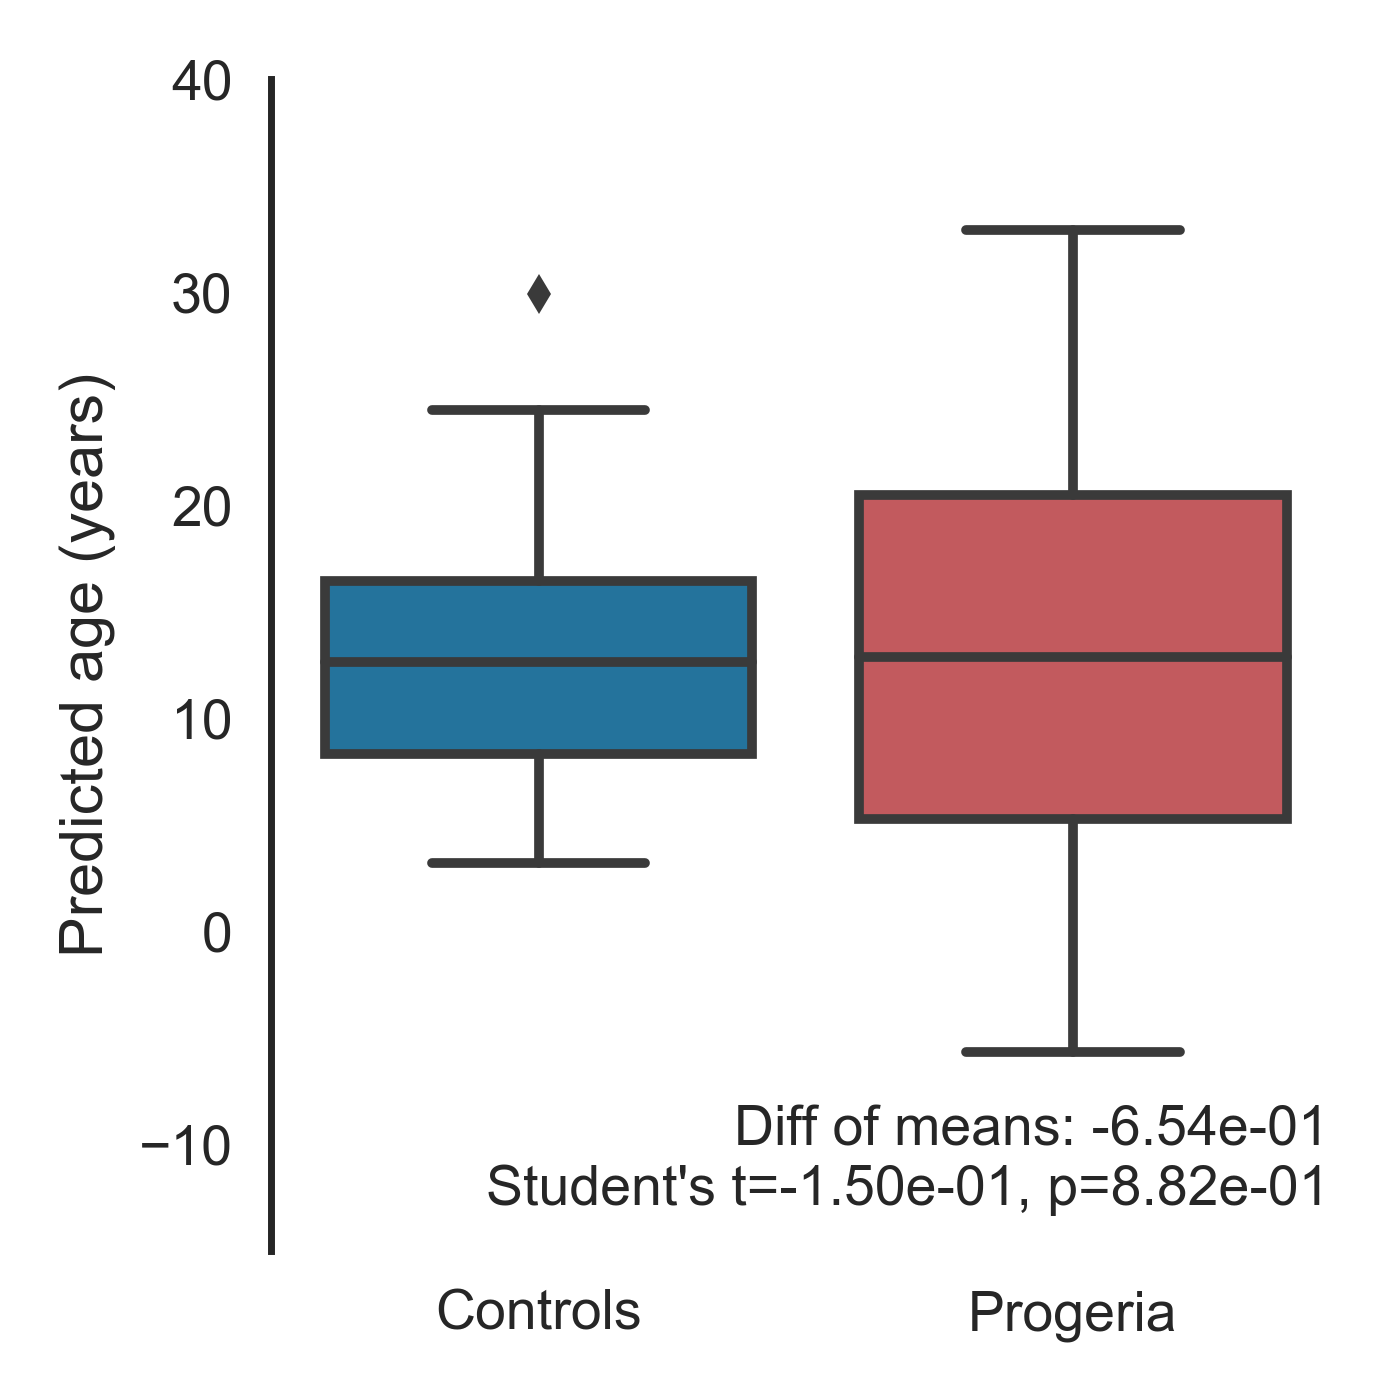 40
30
20
10
0
−10
Predicted age (years)
Diff of means: -6.54e-01
Student's t=-1.50e-01, p=8.82e-01
Controls
Progeria